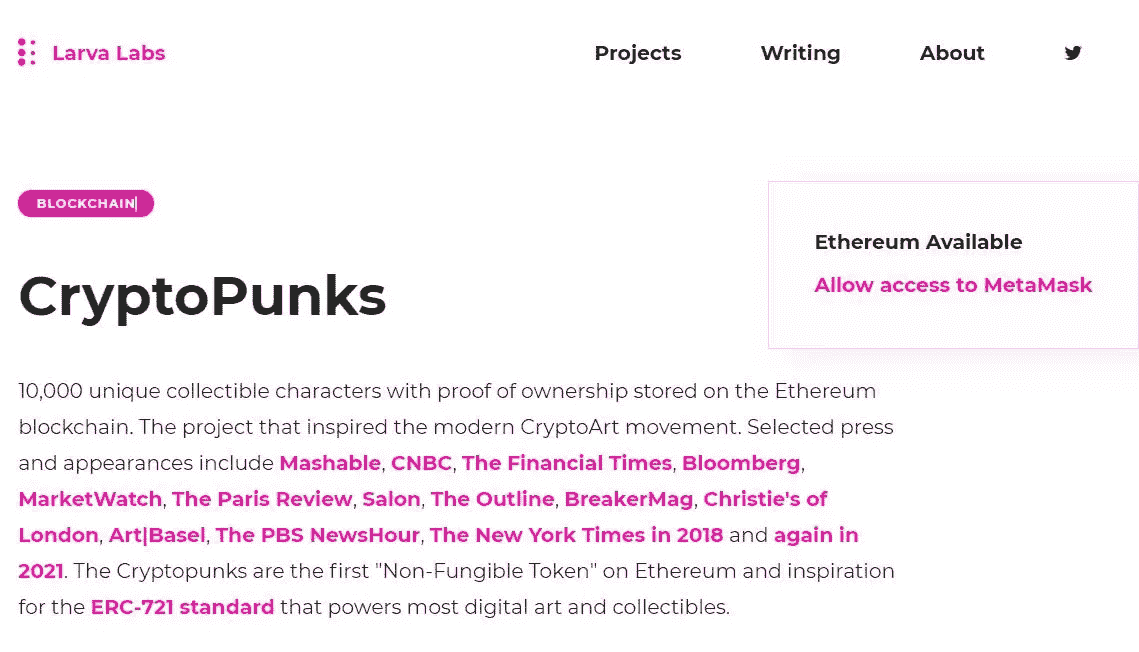 Larva Labs
Projects
Writing
About
BLOCKCHAIN
Ethereum Available
Allow access to MetaMask
CryptoPunks
10,000 unique collectible characters with proof of ownership stored on the Ethereum
blockchain. The project that inspired the modern CryptoArt movement. Selected press
and appearances include Mashable, CNBC, The Financial Times, Bloomberg,
MarketWatch, The Paris Review, Salon, The Outline, BreakerMag, Christie's of
London, Art|Basel, The PBS NewsHour, The New York Times in 2018 and again in
2021. The Cryptopunks are the first "Non-Fungible Token" on Ethereum and inspiration
for the ERC-721 standard that powers most digital art and collectibles.